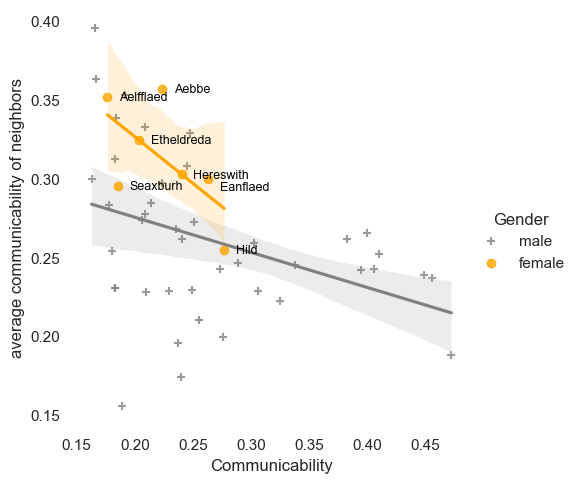 0.40
0.35
0.30
0.25
0.20
0.15
average communicability of neighbors
Aebbe
Aelfflaed
Etheldreda
Hereswith
Seaxburh
Eanflaed
Hild
Gender
male
female
0.15 0.20 0.25 0.30 0.35 0.40 0.45
Communicability